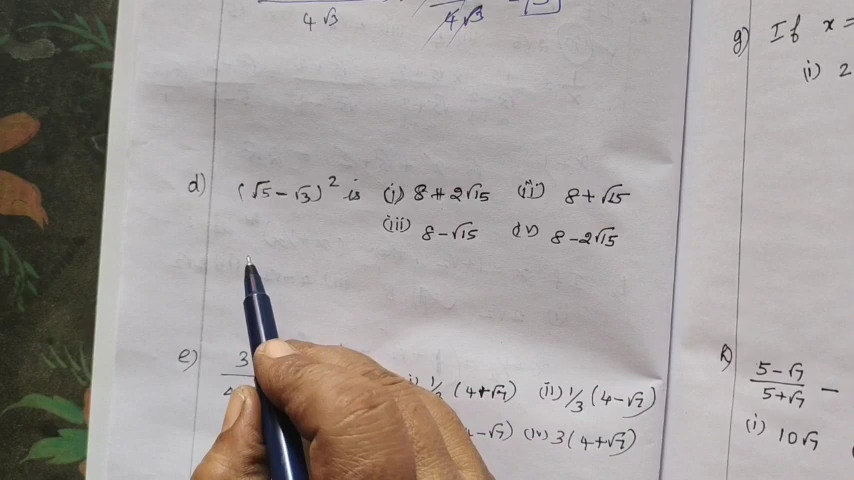 4√3 4√3
d) (√5 - √3)² is (i) 8 + 2√15 (ii) 8 + √15
(iii) 8 - √15 (iv) 8 - 2√15
e) 3 (i) 1/3 (4+√7) (ii) 1/3 (4-√7)
4-√7) (iv) 3(4+√7)
g) If x =
(i) 2
h) 5-√7 / 5+√7 -
(i) 10√7